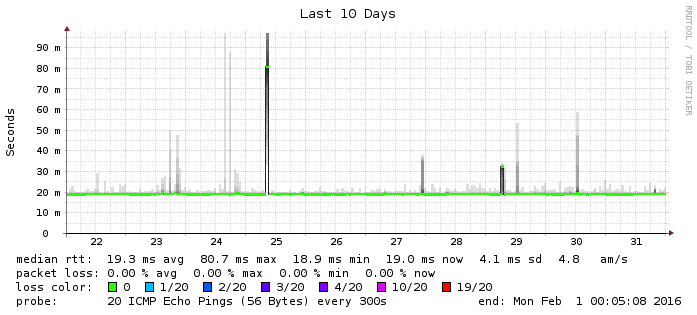 Last 10 Days
RRDTOOL / TOBI OETIKER
Seconds
90 m
80 m
70 m
60 m
50 m
40 m
30 m
20 m
10 m
0
22 23 24 25 26 27 28 29 30 31
median rtt: 19.3 ms avg 80.7 ms max 18.9 ms min 19.0 ms now 4.1 ms sd 4.8 am/s
packet loss: 0.00 % avg 0.00 % max 0.00 % min 0.00 % now
loss color: 0 1/20 2/20 3/20 4/20 10/20 19/20
probe: 20 ICMP Echo Pings (56 Bytes) every 300s end: Mon Feb 1 00:05:08 2016